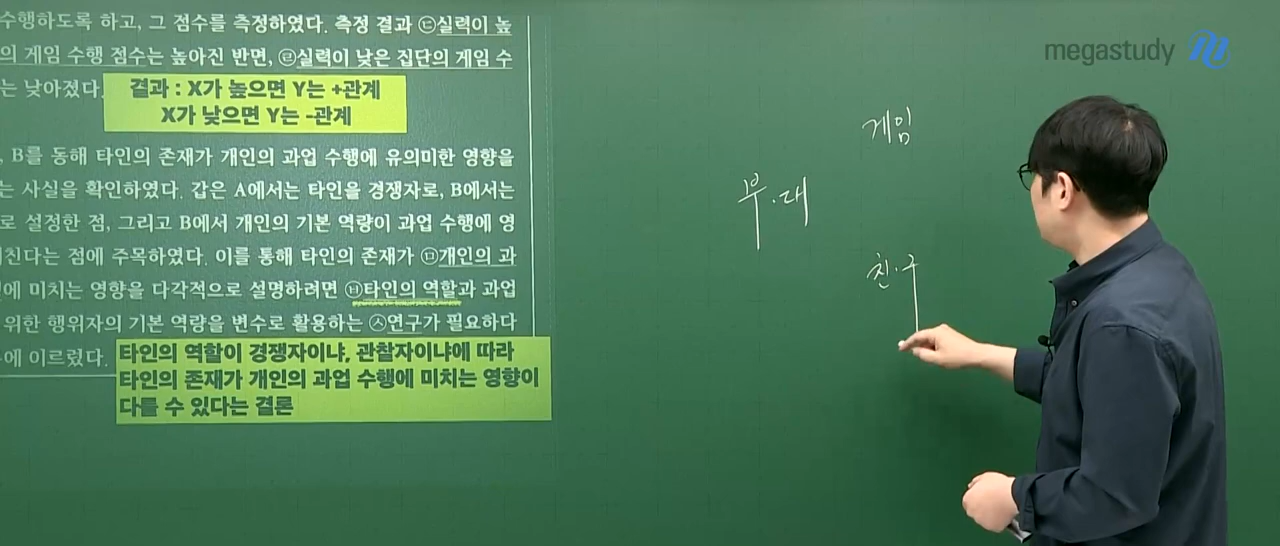 수행하도록 하고, 그 점수를 측정하였다. 측정 결과 ㉢실력이 높
의 게임 수행 점수는 높아진 반면, ㉣실력이 낮은 집단의 게임 수
는 낮아졌다.
결과 : X가 높으면 Y는 +관계
X가 낮으면 Y는 -관계
, B를 통해 타인의 존재가 개인의 과업 수행에 유의미한 영향을
는 사실을 확인하였다. 갑은 A에서는 타인을 경쟁자로, B에서는
로 설정한 점, 그리고 B에서 개인의 기본 역량이 과업 수행에 영
친다는 점에 주목하였다. 이를 통해 타인의 존재가 ㉤개인의 과
에 미치는 영향을 다각적으로 설명하려면 ㉥타인의 역할과 과업
위한 행위자의 기본 역량을 변수로 활용하는 ㉦연구가 필요하다
에 이르렀다.
타인의 역할이 경쟁자이냐, 관찰자이냐에 따라
타인의 존재가 개인의 과업 수행에 미치는 영향이
다를 수 있다는 결론
megastudy
게임
부·대
친구